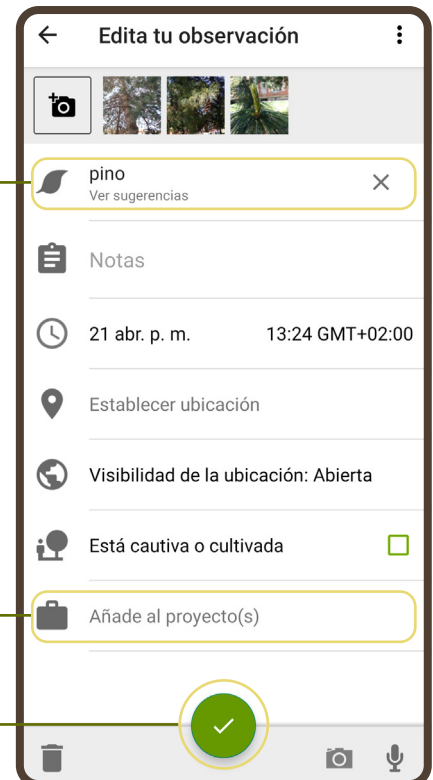 Edita tu observación
pino
Ver sugerencias
Notas
21 abr. p. m. 13:24 GMT+02:00
Establecer ubicación
Visibilidad de la ubicación: Abierta
Está cautiva o cultivada
Añade al proyecto(s)